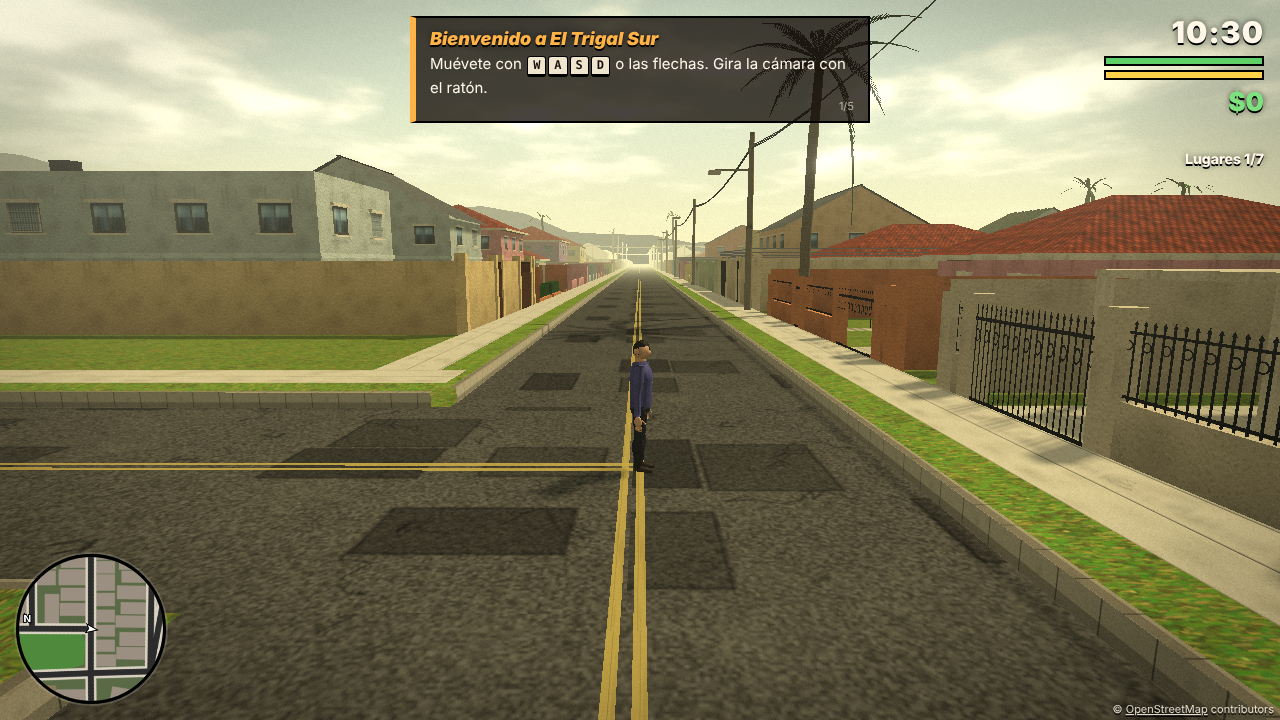 Bienvenido a El Trigal Sur
Muévete con W A S D o las flechas. Gira la cámara con
el ratón.
1/5
10:30
$0
Lugares 1/7
N
© OpenStreetMap contributors